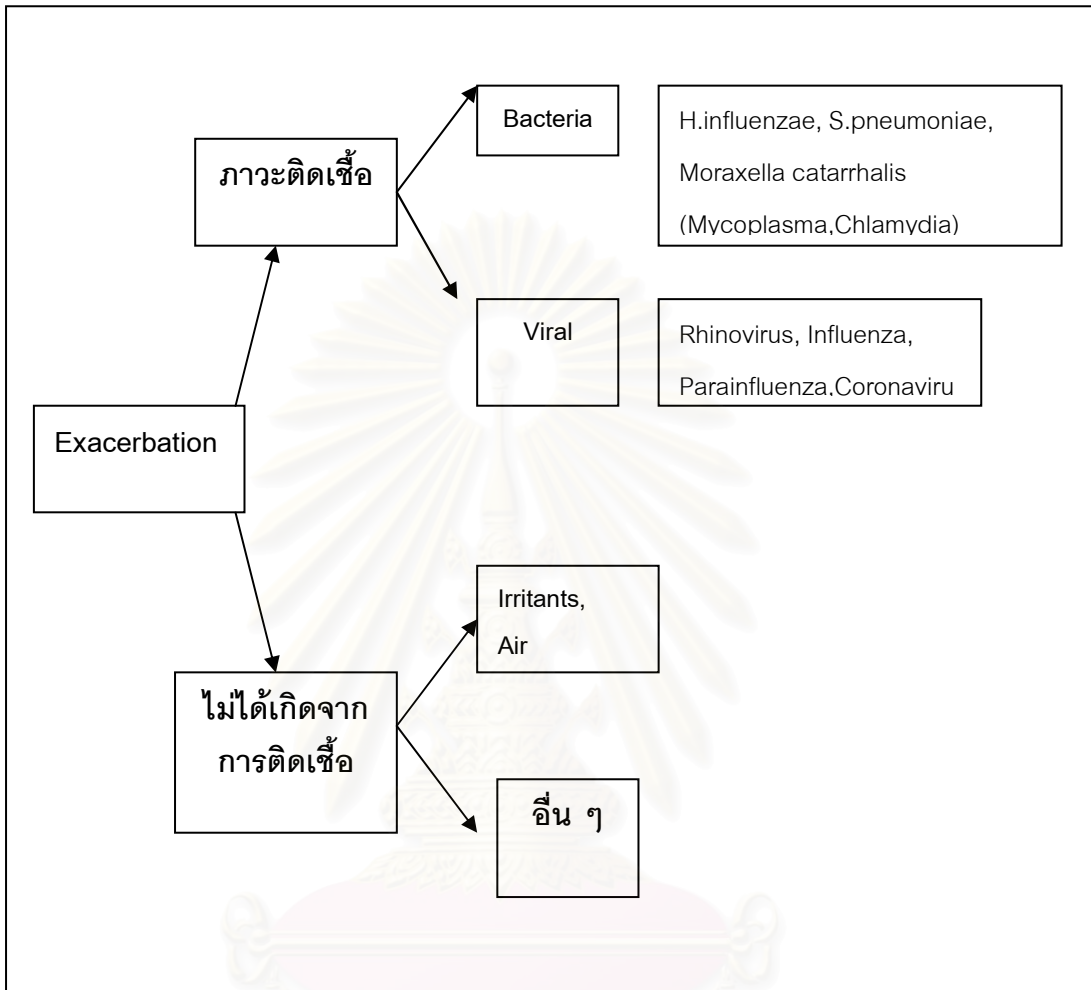 Bacteria
H.influenzae, S.pneumoniae,
Moraxella catarrhalis
(Mycoplasma,Chlamydia)
ภาวะติดเชื้อ
Viral
Rhinovirus, Influenza,
Parainfluenza,Coronaviru
Exacerbation
Irritants,
Air
ไม่ได้เกิดจาก
การติดเชื้อ
อื่น ๆ